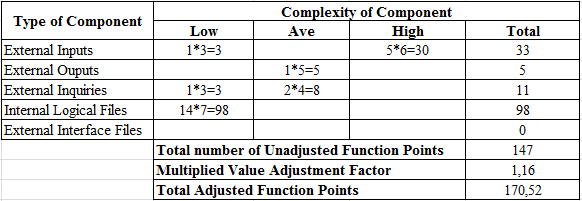 Type of Component Complexity of Component
Low Ave High Total
External Inputs 1*3=3 5*6=30 33
External Ouputs 1*5=5 5
External Inquiries 1*3=3 2*4=8 11
Internal Logical Files 14*7=98 98
External Interface Files 0
Total number of Unadjusted Function Points 147
Multiplied Value Adjustment Factor 1,16
Total Adjusted Function Points 170,52